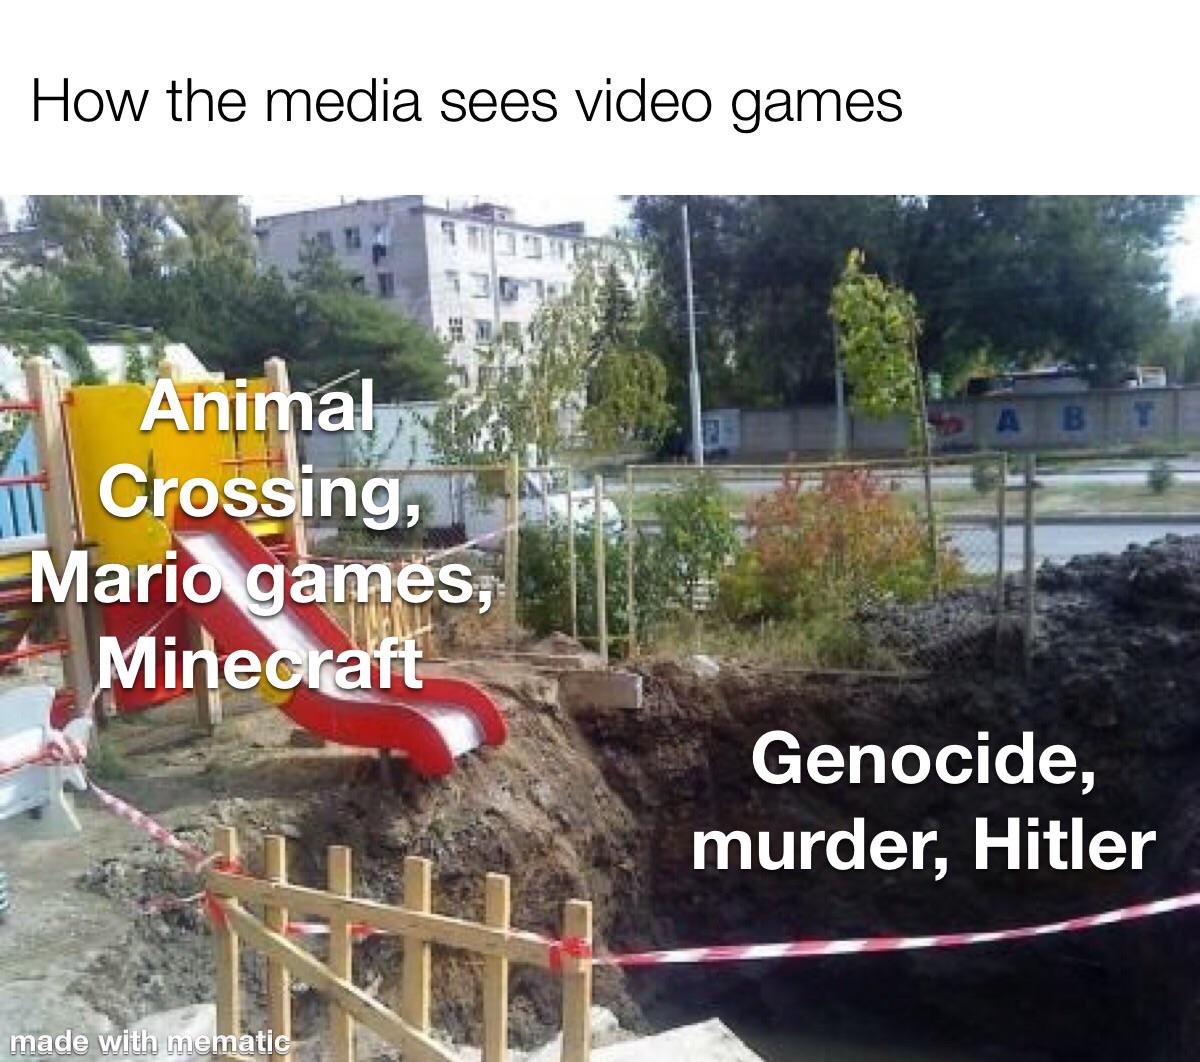 How the media sees video games
Animal
Crossing,
Mario games,
Minecraft
A B T
Genocide,
murder, Hitler
made with mematic